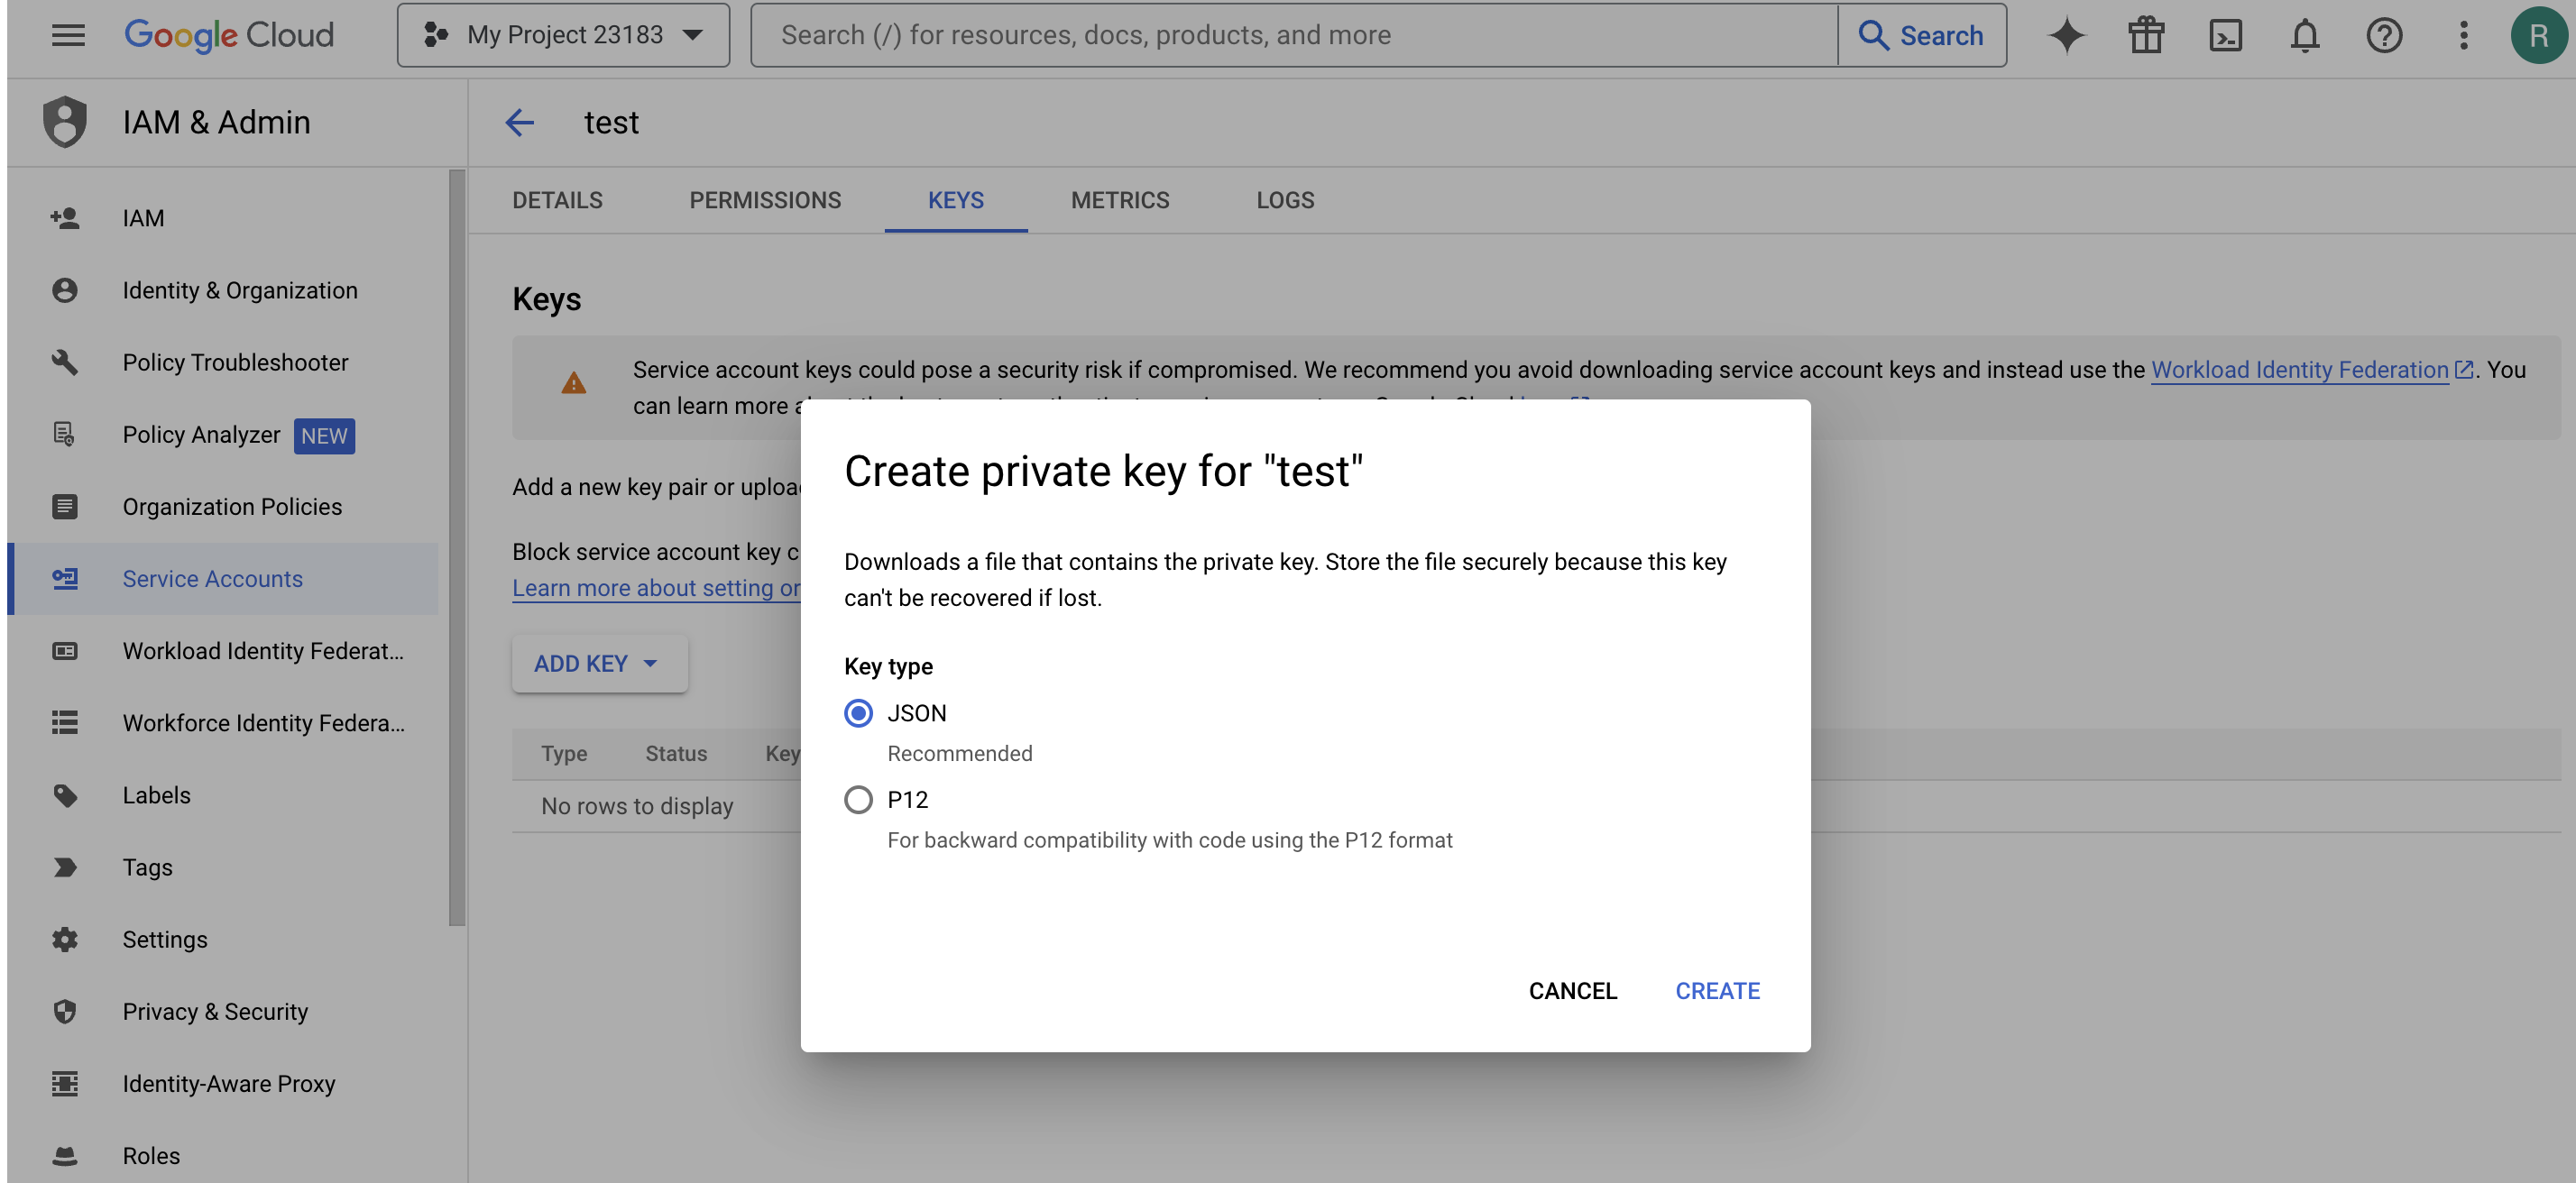 Google Cloud
My Project 23183
Search (/) for resources, docs, products, and more
Search
R
IAM & Admin
test
IAM
Identity & Organization
Policy Troubleshooter
Policy Analyzer NEW
Organization Policies
Service Accounts
Workload Identity Federat...
Workforce Identity Federa...
Labels
Tags
Settings
Privacy & Security
Identity-Aware Proxy
Roles
DETAILS
PERMISSIONS
KEYS
METRICS
LOGS
Keys
Service account keys could pose a security risk if compromised. We recommend you avoid downloading service account keys and instead use the Workload Identity Federation. You
can learn more
Add a new key pair or
Block service account key
Learn more about setting
ADD KEY
Type Status Key
No rows to display
Create private key for "test"
Downloads a file that contains the private key. Store the file securely because this key
can't be recovered if lost.
Key type
JSON
Recommended
P12
For backward compatibility with code using the P12 format
CANCEL
CREATE